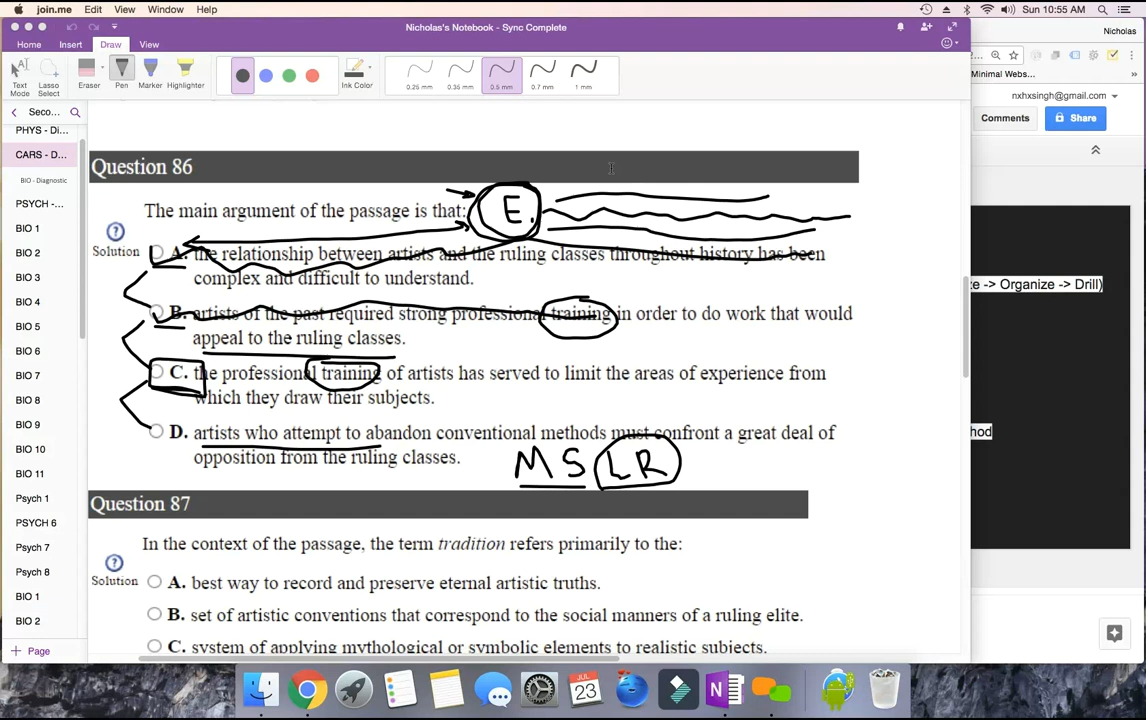 join.me Edit View Window Help
Sun 10:55 AM
Nicholas's Notebook - Sync Complete
Nicholas
Home Insert Draw View
Text Mode
Lasso Select
Eraser
Pen
Marker
Highlighter
Ink Color
0.25 mm 0.35 mm 0.5 mm 0.7 mm 1 mm
Minimal Webs...
nxhxsingh@gmail.com
Comments
Share
Seco...
PHYS - Di...
CARS - D...
BIO - Diagnostic
PSYCH -...
BIO 1
BIO 2
BIO 3
BIO 4
BIO 5
BIO 6
BIO 7
BIO 8
BIO 9
BIO 10
BIO 11
Psych 1
PSYCH 6
Psych 7
Psych 8
BIO 1
BIO 2
+ Page
Question 86
The main argument of the passage is that:
E.
Solution
A. the relationship between artists and the ruling classes throughout history has been
complex and difficult to understand.
B. artists of the past required strong professional training in order to do work that would
appeal to the ruling classes.
C. the professional training of artists has served to limit the areas of experience from
which they draw their subjects.
D. artists who attempt to abandon conventional methods must confront a great deal of
opposition from the ruling classes.
M S L R
Question 87
In the context of the passage, the term tradition refers primarily to the:
Solution
A. best way to record and preserve eternal artistic truths.
B. set of artistic conventions that correspond to the social manners of a ruling elite.
C. system of applying mythological or symbolic elements to realistic subjects.
-> Organize -> Drill)
hod
JUL
23